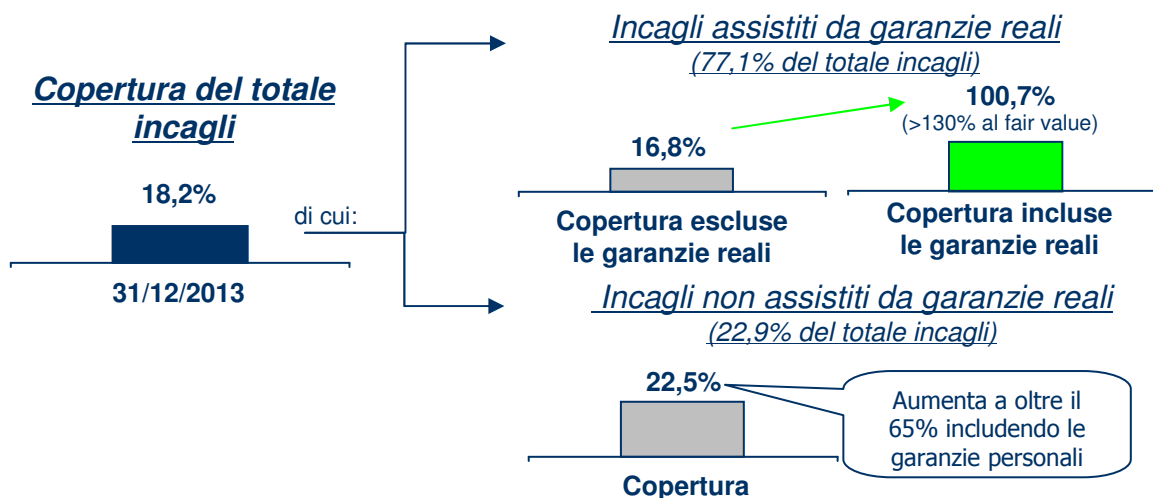 Copertura del totale
incagli
18,2%
31/12/2013
di cui:
Incagli assistiti da garanzie reali
(77,1% del totale incagli)
16,8%
Copertura escluse
le garanzie reali
100,7%
(>130% al fair value)
Copertura incluse
le garanzie reali
Incagli non assistiti da garanzie reali
(22,9% del totale incagli)
22,5%
Copertura
Aumenta a oltre il
65% includendo le
garanzie personali